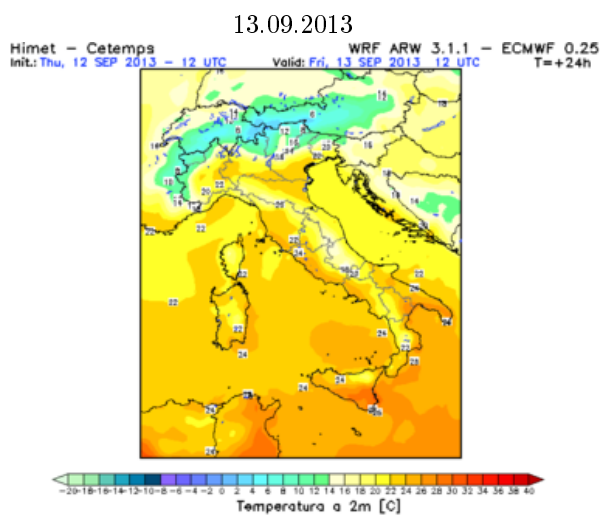 13.09.2013
Himet - Cetemps WRF ARW 3.1.1 - ECMWF 0.25
Init.: Thu, 12 SEP 2013 - 12 UTC Valid: Fri, 13 SEP 2013 12 UTC T=+24h
-20 -18 -16 -14 -12 -10 -8 -6 -4 -2 0 2 4 6 8 10 12 14 16 18 20 22 24 26 28 30 32 34 36 38 40
Temperatura a 2m [C]